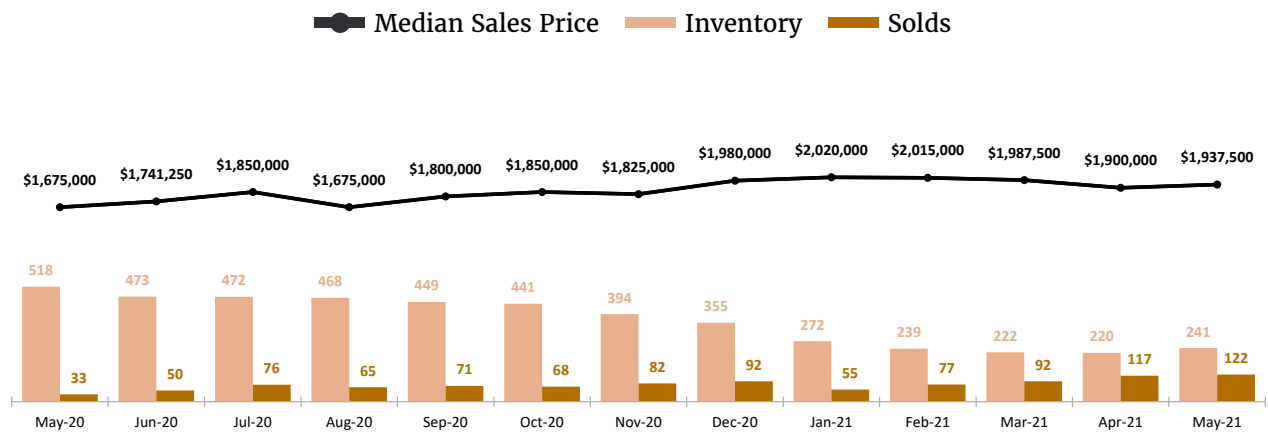 Median Sales Price Inventory Solds
$1,675,000 $1,741,250 $1,850,000 $1,675,000 $1,800,000 $1,850,000 $1,825,000 $1,980,000 $2,020,000 $2,015,000 $1,987,500 $1,900,000 $1,937,500
518 473 472 468 449 441 394 355 272 239 222 220 241
33 50 76 65 71 68 82 92 55 77 92 117 122
May-20 Jun-20 Jul-20 Aug-20 Sep-20 Oct-20 Nov-20 Dec-20 Jan-21 Feb-21 Mar-21 Apr-21 May-21